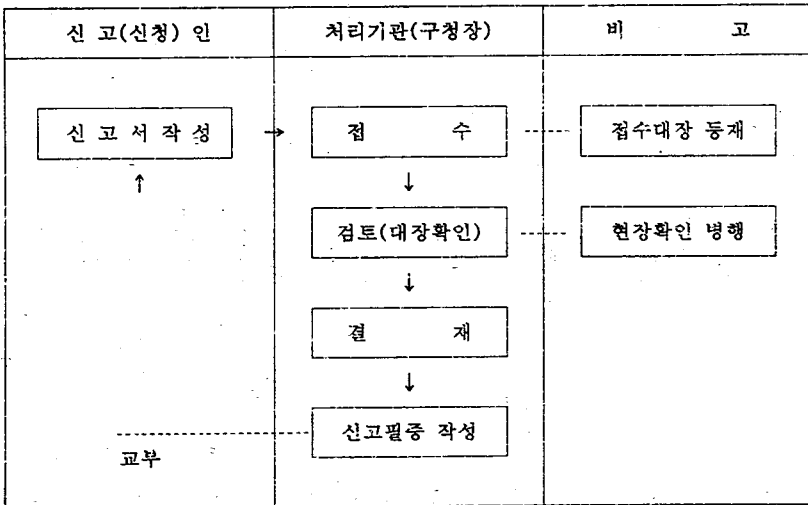 신 고(신청) 인 처리기관(구청장) 비 고
신 고 서 작 성 → 접 수 접수대장 등재
↑ ↓
검토(대장확인) 현장확인 병행
↓
결 재
↓
신고필증 작성
교부